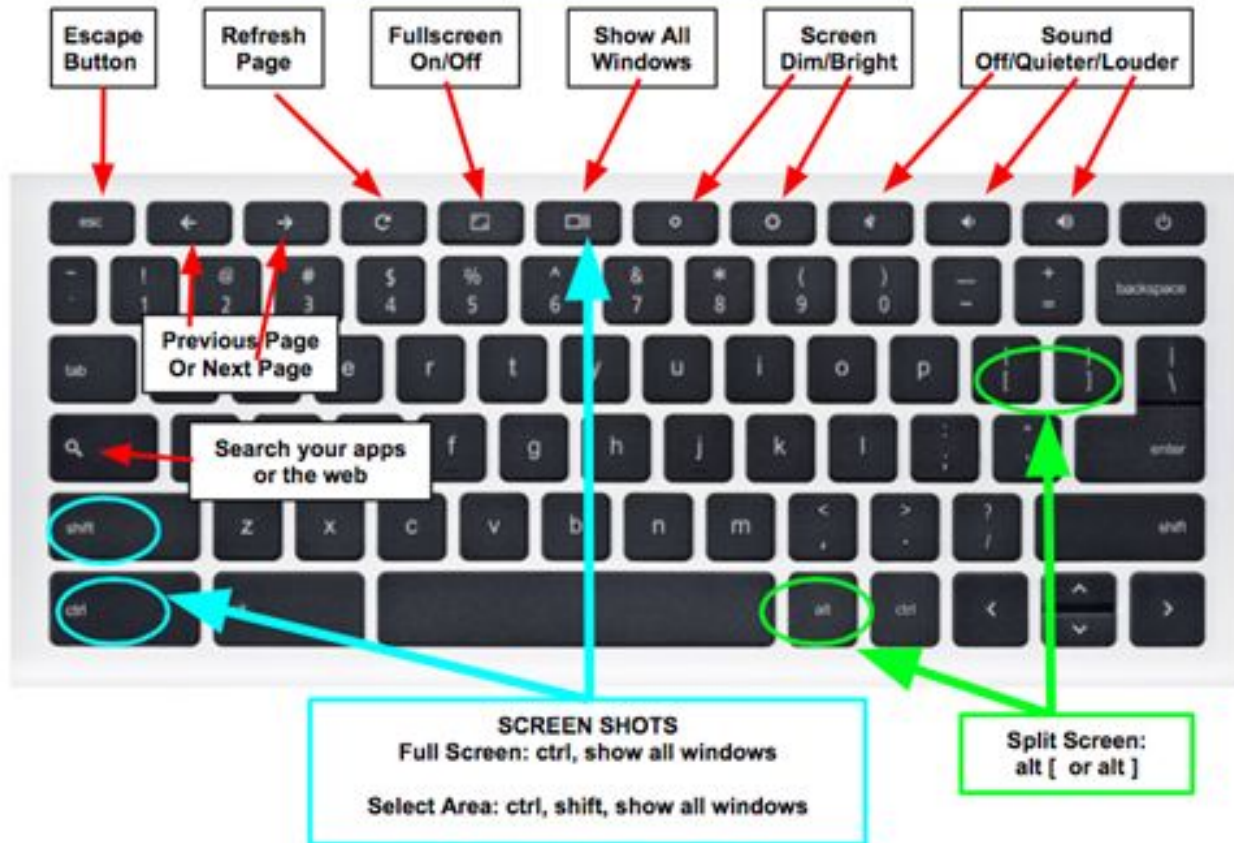 Escape
Button
Refresh
Page
Fullscreen
On/Off
Show All
Windows
Screen
Dim/Bright
Sound
Off/Quieter/Louder
esc
~ ! @ # $ % ^ & * ( ) — +
1 2 3 4 5 6 7 8 9 0 – = backspace
Previous Page
Or Next Page
tab e r t y u i o p [ ] | \
Search your apps
or the web
f g h j k l ; enter
shift z x c v b n m < , > . ? / shift
ctrl alt ctrl
SCREEN SHOTS
Full Screen: ctrl, show all windows
Select Area: ctrl, shift, show all windows
Split Screen:
alt [ or alt ]